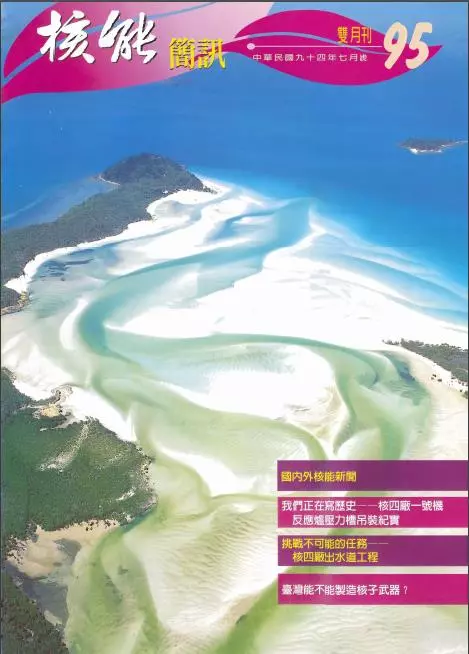 核能
簡訊
雙月刊
95
中華民國九十四年七月號
國內外核能新聞
我們正在寫歷史——核四廠一號機
反應爐壓力槽吊裝紀實
挑戰不可能的任務——
核四廠出水道工程
臺灣能不能製造核子武器？